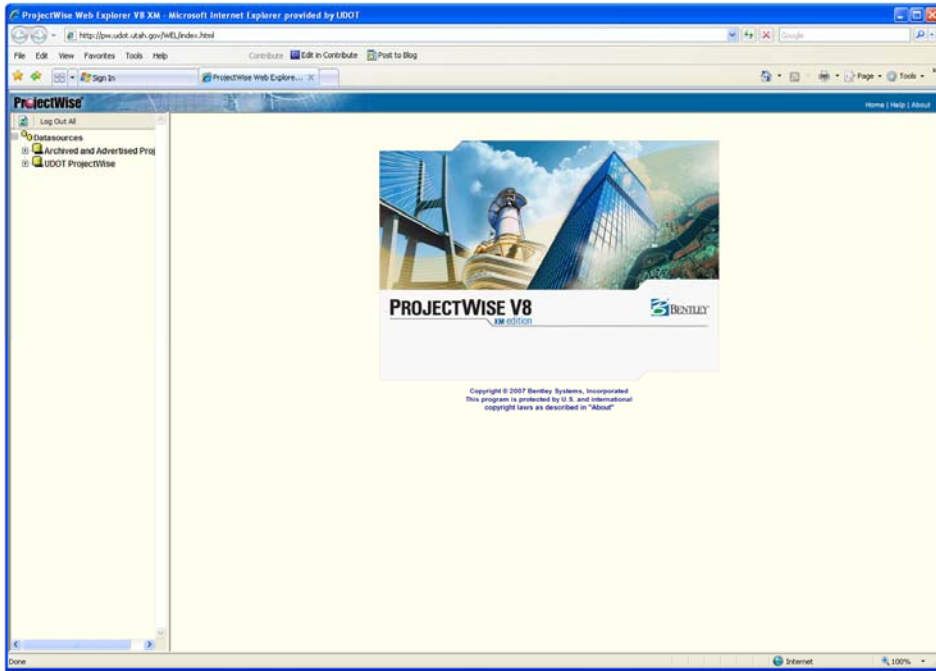 ProjectWise Web Explorer V8 XM - Microsoft Internet Explorer provided by UDOT
http://pw.udot.utah.gov/WEL/index.html
Google
File Edit View Favorites Tools Help
Contribute Edit in Contribute Post to Blog
Sign In
ProjectWise Web Explore...
Page Tools
ProjectWise
Home | Help | About
Log Out All
Datasources
Archived and Advertised Proj
UDOT ProjectWise
PROJECTWISE V8
XM edition
BENTLEY
Copyright © 2007 Bentley Systems, Incorporated
This program is protected by U.S. and international
copyright laws as described in "About"
Done
Internet
100%